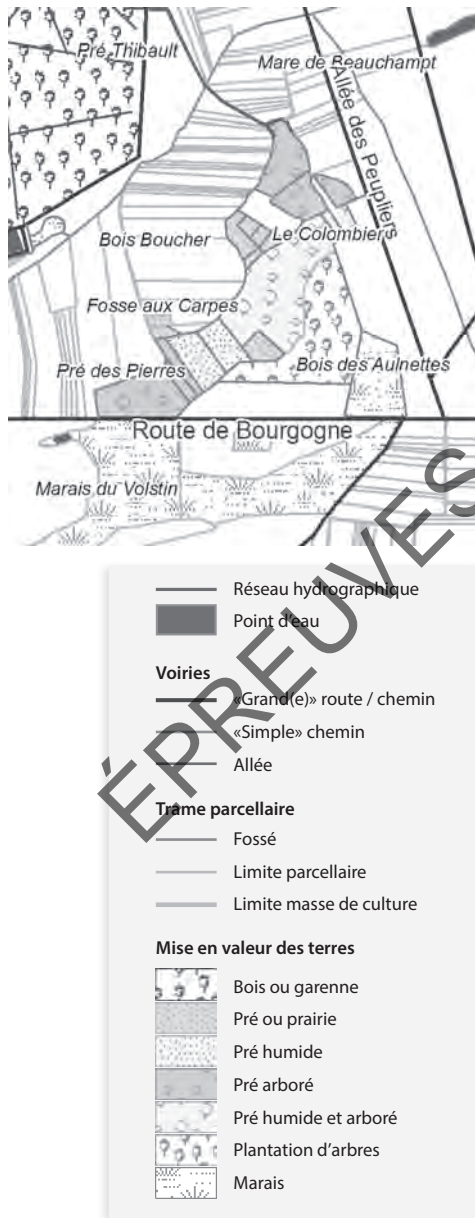 Pré Thibault
Mare de Beauchampt
Allée des Peupliers
Bois Boucher
Le Colombiers
Fosse aux Carpes
Pré des Pierres
Bois des Aulnettes
Route de Bourgogne
Marais du Volstin
ÉPREUVES
Réseau hydrographique
Point d'eau
Voiries
«Grand(e)» route / chemin
«Simple» chemin
Allée
Trame parcellaire
Fossé
Limite parcellaire
Limite masse de culture
Mise en valeur des terres
Bois ou garenne
Pré ou prairie
Pré humide
Pré arboré
Pré humide et arboré
Plantation d'arbres
Marais